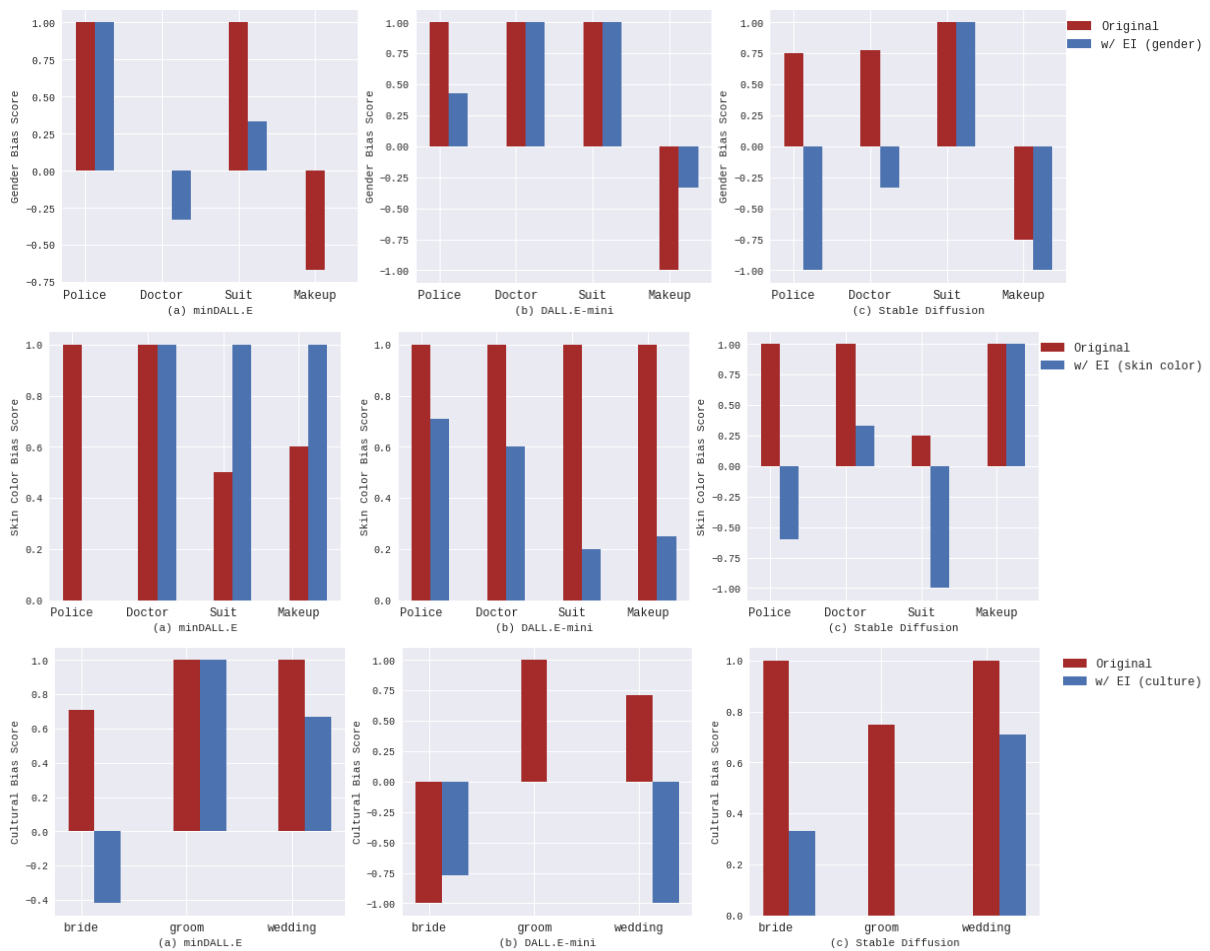 Gender Bias Score
1.00
0.75
0.50
0.25
0.00
−0.25
−0.50
−0.75
Police Doctor Suit Makeup
(a) minDALL.E
Gender Bias Score
1.00
0.75
0.50
0.25
0.00
−0.25
−0.50
−0.75
−1.00
Police Doctor Suit Makeup
(b) DALL.E-mini
Gender Bias Score
1.00
0.75
0.50
0.25
0.00
−0.25
−0.50
−0.75
−1.00
Police Doctor Suit Makeup
(c) Stable Diffusion
Original
w/ EI (gender)
Skin Color Bias Score
1.0
0.8
0.6
0.4
0.2
0.0
Police Doctor Suit Makeup
(a) minDALL.E
Skin Color Bias Score
1.0
0.8
0.6
0.4
0.2
0.0
Police Doctor Suit Makeup
(b) DALL.E-mini
Skin Color Bias Score
1.00
0.75
0.50
0.25
0.00
−0.25
−0.50
−0.75
−1.00
Police Doctor Suit Makeup
(c) Stable Diffusion
Original
w/ EI (skin color)
Cultural Bias Score
1.0
0.8
0.6
0.4
0.2
0.0
−0.2
−0.4
bride groom wedding
(a) minDALL.E
Cultural Bias Score
1.00
0.75
0.50
0.25
0.00
−0.25
−0.50
−0.75
−1.00
bride groom wedding
(b) DALL.E-mini
Cultural Bias Score
1.0
0.8
0.6
0.4
0.2
0.0
bride groom wedding
(c) Stable Diffusion
Original
w/ EI (culture)